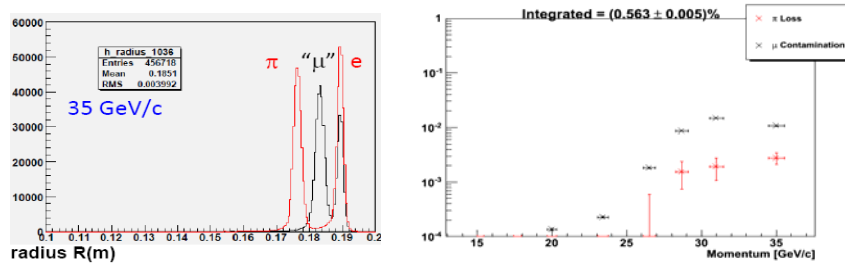 60000
50000
40000
30000
20000
10000
0
h_radius_1036
Entries 456718
Mean 0.1851
RMS 0.003992
35 GeV/c
π “μ” e
0.1 0.11 0.12 0.13 0.14 0.15 0.16 0.17 0.18 0.19 0.2
radius R(m)
Integrated = (0.563 ± 0.005)%
π Loss
μ Contamination
1
10⁻¹
10⁻²
10⁻³
10⁻⁴
15 20 25 30 35
Momentum [GeV/c]